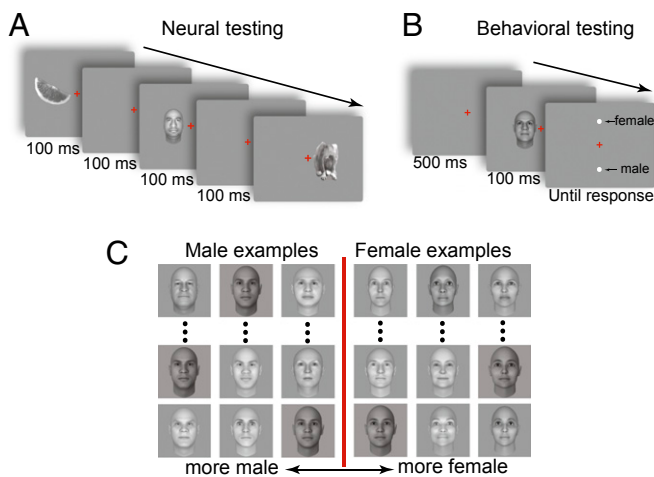 A
Neural testing
100 ms
100 ms
100 ms
100 ms
B
Behavioral testing
500 ms
100 ms
female
male
Until response
C
Male examples
Female examples
more male
more female